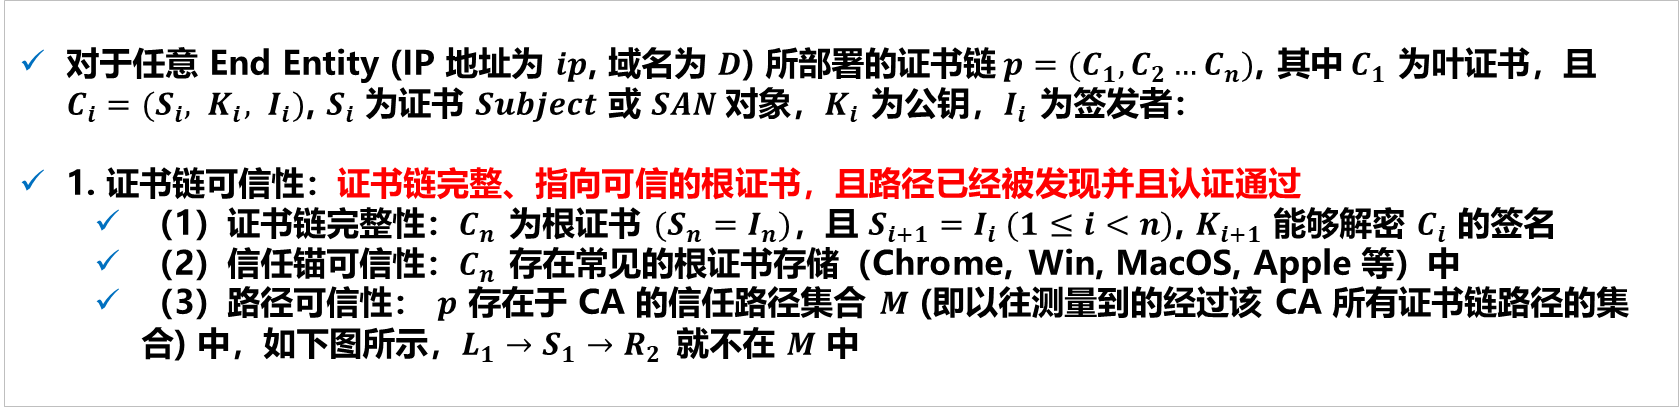 ✓ 对于任意 End Entity (IP 地址为 ip, 域名为 D) 所部署的证书链 p = (C₁, C₂ … Cₙ), 其中 C₁ 为叶证书，且
Cᵢ = (Sᵢ, Kᵢ, Iᵢ), Sᵢ 为证书 Subject 或 SAN 对象，Kᵢ 为公钥，Iᵢ 为签发者：
✓ 1. 证书链可信性：证书链完整、指向可信的根证书，且路径已经被发现并且认证通过
✓ （1）证书链完整性：Cₙ 为根证书 (Sₙ = Iₙ)，且 Sᵢ₊₁ = Iᵢ (1 ≤ i < n), Kᵢ₊₁ 能够解密 Cᵢ 的签名
✓ （2）信任锚可信性：Cₙ 存在常见的根证书存储（Chrome, Win, MacOS, Apple 等）中
✓ （3）路径可信性： p 存在于 CA 的信任路径集合 M (即以往测量到的经过该 CA 所有证书链路径的集
合) 中，如下图所示，L₁ → S₁ → R₂ 就不在 M 中